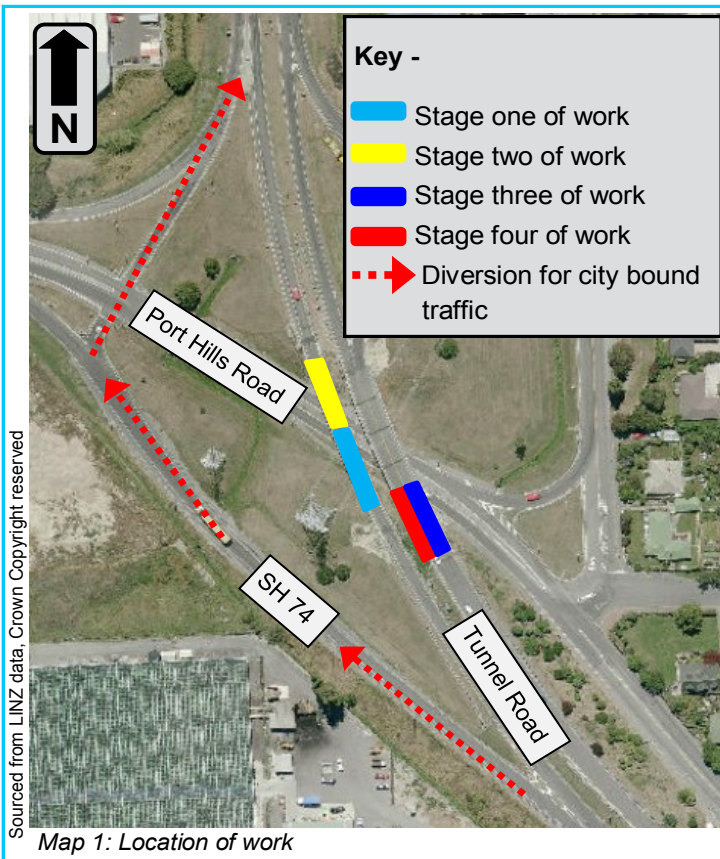 N
Key -
Stage one of work
Stage two of work
Stage three of work
Stage four of work
Diversion for city bound
traffic
Port Hills Road
SH 74
Tunnel Road
Sourced from LINZ data, Crown Copyright reserved
Map 1: Location of work